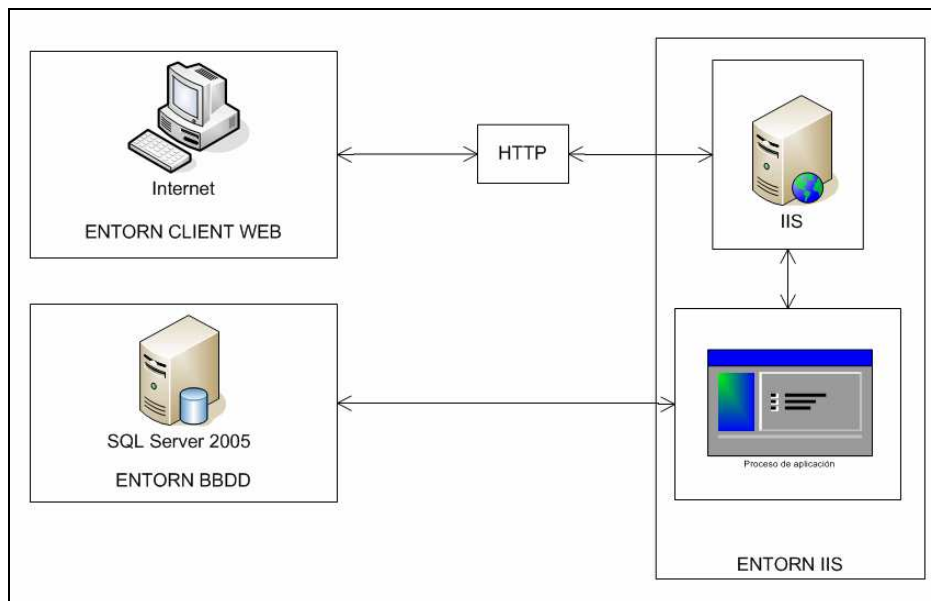 Internet
ENTORN CLIENT WEB
HTTP
IIS
SQL Server 2005
ENTORN BBDD
Proceso de aplicación
ENTORN IIS